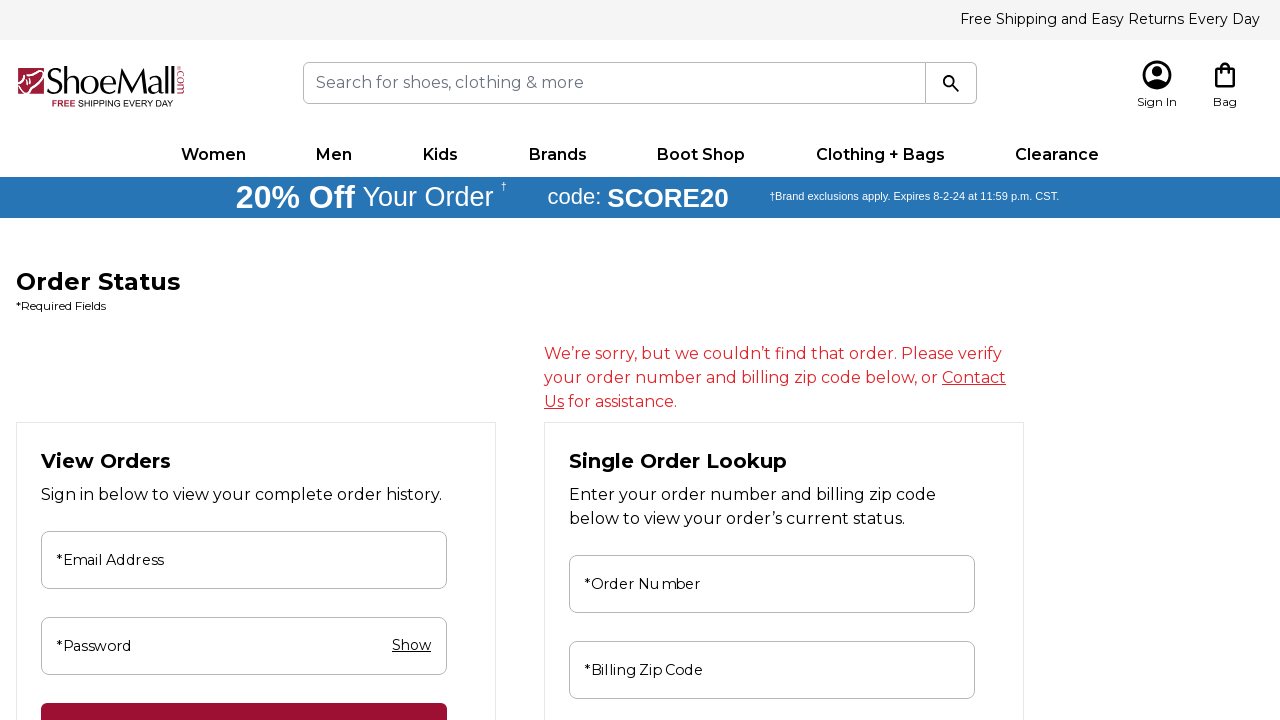 Free Shipping and Easy Returns Every Day
ShoeMall®.com
FREE SHIPPING EVERY DAY
Search for shoes, clothing & more
Sign In
Bag
Women Men Kids Brands Boot Shop Clothing + Bags Clearance
20% Off Your Order † code: SCORE20 †Brand exclusions apply. Expires 8-2-24 at 11:59 p.m. CST.
Order Status
*Required Fields
We’re sorry, but we couldn’t find that order. Please verify
your order number and billing zip code below, or Contact
Us for assistance.
View Orders
Sign in below to view your complete order history.
*Email Address
*Password Show
Single Order Lookup
Enter your order number and billing zip code
below to view your order’s current status.
*Order Number
*Billing Zip Code